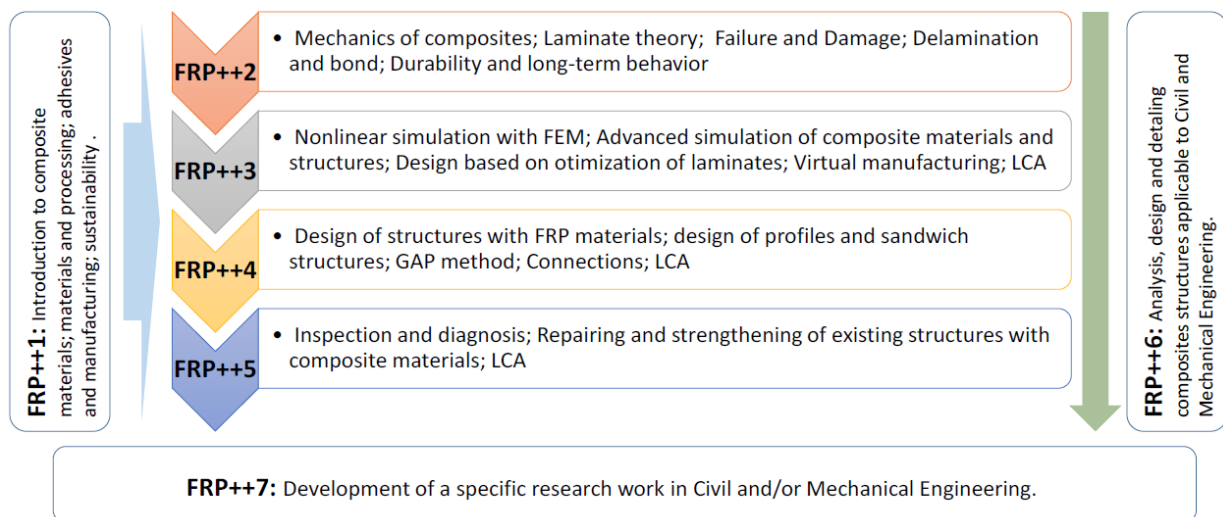 FRP++1: Introduction to composite
materials; materials and processing; adhesives
and manufacturing; sustainability .
FRP++2
• Mechanics of composites; Laminate theory; Failure and Damage; Delamination
and bond; Durability and long-term behavior
FRP++3
• Nonlinear simulation with FEM; Advanced simulation of composite materials and
structures; Design based on otimization of laminates; Virtual manufacturing; LCA
FRP++4
• Design of structures with FRP materials; design of profiles and sandwich
structures; GAP method; Connections; LCA
FRP++5
• Inspection and diagnosis; Repairing and strengthening of existing structures with
composite materials; LCA
FRP++6: Analysis, design and detaling
composites structures applicable to Civil and
Mechanical Engineering.
FRP++7: Development of a specific research work in Civil and/or Mechanical Engineering.